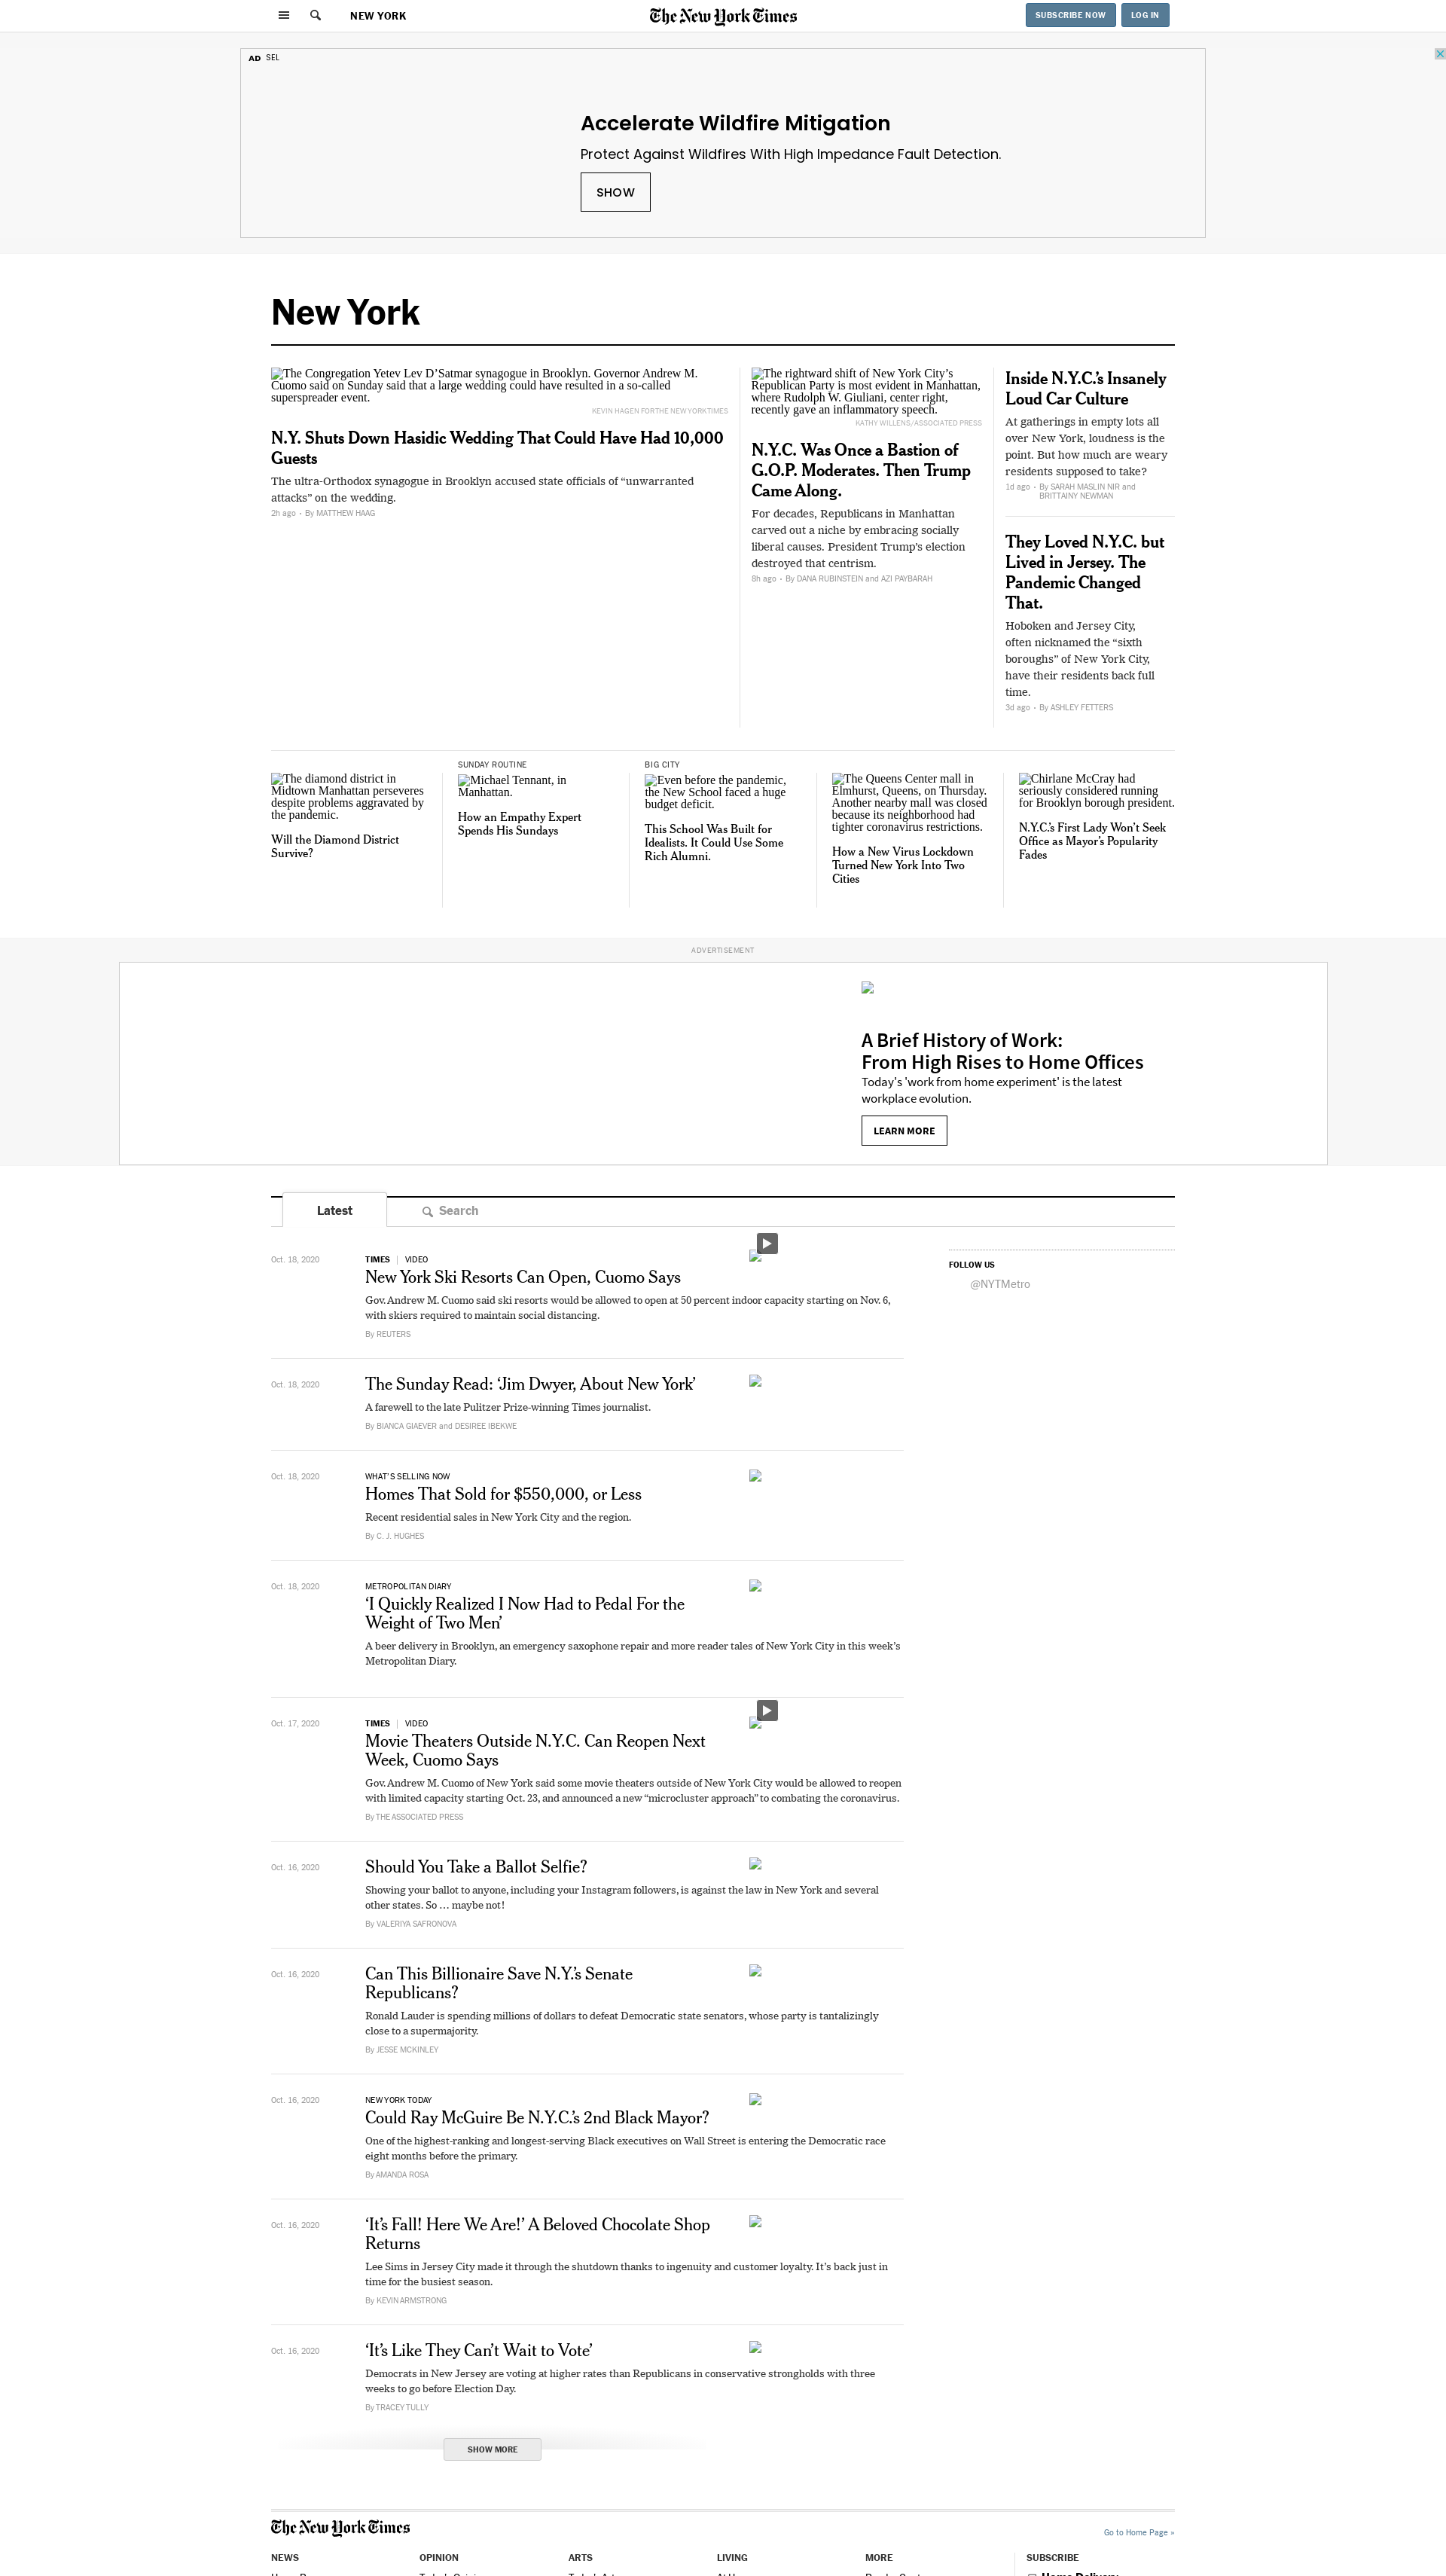 NEW YORK
The New York Times
SUBSCRIBE NOW
LOG IN
AD SEL
Accelerate Wildfire Mitigation
Protect Against Wildfires With High Impedance Fault Detection.
SHOW
New York
The Congregation Yetev Lev D’Satmar synagogue in Brooklyn. Governor Andrew M.
Cuomo said on Sunday said that a large wedding could have resulted in a so-called
superspreader event.
KEVIN HAGEN FOR THE NEW YORK TIMES
N.Y. Shuts Down Hasidic Wedding That Could Have Had 10,000
Guests
The ultra-Orthodox synagogue in Brooklyn accused state officials of “unwarranted
attacks” on the wedding.
2h ago • By MATTHEW HAAG
The rightward shift of New York City’s
Republican Party is most evident in Manhattan,
where Rudolph W. Giuliani, center right,
recently gave an inflammatory speech.
KATHY WILLENS/ASSOCIATED PRESS
N.Y.C. Was Once a Bastion of
G.O.P. Moderates. Then Trump
Came Along.
For decades, Republicans in Manhattan
carved out a niche by embracing socially
liberal causes. President Trump’s election
destroyed that centrism.
8h ago • By DANA RUBINSTEIN and AZI PAYBARAH
Inside N.Y.C.’s Insanely
Loud Car Culture
At gatherings in empty lots all
over New York, loudness is the
point. But how much are weary
residents supposed to take?
1d ago • By SARAH MASLIN NIR and
BRITTAINY NEWMAN
They Loved N.Y.C. but
Lived in Jersey. The
Pandemic Changed
That.
Hoboken and Jersey City,
often nicknamed the “sixth
boroughs” of New York City,
have their residents back full
time.
3d ago • By ASHLEY FETTERS
The diamond district in
Midtown Manhattan perseveres
despite problems aggravated by
the pandemic.
Will the Diamond District
Survive?
SUNDAY ROUTINE
Michael Tennant, in
Manhattan.
How an Empathy Expert
Spends His Sundays
BIG CITY
Even before the pandemic,
the New School faced a huge
budget deficit.
This School Was Built for
Idealists. It Could Use Some
Rich Alumni.
The Queens Center mall in
Elmhurst, Queens, on Thursday.
Another nearby mall was closed
because its neighborhood had
tighter coronavirus restrictions.
How a New Virus Lockdown
Turned New York Into Two
Cities
Chirlane McCray had
seriously considered running
for Brooklyn borough president.
N.Y.C.’s First Lady Won’t Seek
Office as Mayor’s Popularity
Fades
ADVERTISEMENT
A Brief History of Work:
From High Rises to Home Offices
Today's 'work from home experiment' is the latest
workplace evolution.
LEARN MORE
Latest
Search
Oct. 18, 2020
TIMES | VIDEO
New York Ski Resorts Can Open, Cuomo Says
Gov. Andrew M. Cuomo said ski resorts would be allowed to open at 50 percent indoor capacity starting on Nov. 6,
with skiers required to maintain social distancing.
By REUTERS
FOLLOW US
@NYTMetro
Oct. 18, 2020
The Sunday Read: ‘Jim Dwyer, About New York’
A farewell to the late Pulitzer Prize-winning Times journalist.
By BIANCA GIAEVER and DESIREE IBEKWE
Oct. 18, 2020
WHAT'S SELLING NOW
Homes That Sold for $550,000, or Less
Recent residential sales in New York City and the region.
By C. J. HUGHES
Oct. 18, 2020
METROPOLITAN DIARY
‘I Quickly Realized I Now Had to Pedal For the
Weight of Two Men’
A beer delivery in Brooklyn, an emergency saxophone repair and more reader tales of New York City in this week’s
Metropolitan Diary.
Oct. 17, 2020
TIMES | VIDEO
Movie Theaters Outside N.Y.C. Can Reopen Next
Week, Cuomo Says
Gov. Andrew M. Cuomo of New York said some movie theaters outside of New York City would be allowed to reopen
with limited capacity starting Oct. 23, and announced a new “microcluster approach” to combating the coronavirus.
By THE ASSOCIATED PRESS
Oct. 16, 2020
Should You Take a Ballot Selfie?
Showing your ballot to anyone, including your Instagram followers, is against the law in New York and several
other states. So … maybe not!
By VALERIYA SAFRONOVA
Oct. 16, 2020
Can This Billionaire Save N.Y.’s Senate
Republicans?
Ronald Lauder is spending millions of dollars to defeat Democratic state senators, whose party is tantalizingly
close to a supermajority.
By JESSE MCKINLEY
Oct. 16, 2020
NEW YORK TODAY
Could Ray McGuire Be N.Y.C.’s 2nd Black Mayor?
One of the highest-ranking and longest-serving Black executives on Wall Street is entering the Democratic race
eight months before the primary.
By AMANDA ROSA
Oct. 16, 2020
‘It’s Fall! Here We Are!’ A Beloved Chocolate Shop
Returns
Lee Sims in Jersey City made it through the shutdown thanks to ingenuity and customer loyalty. It’s back just in
time for the busiest season.
By KEVIN ARMSTRONG
Oct. 16, 2020
‘It’s Like They Can’t Wait to Vote’
Democrats in New Jersey are voting at higher rates than Republicans in conservative strongholds with three
weeks to go before Election Day.
By TRACEY TULLY
SHOW MORE
The New York Times
Go to Home Page »
NEWS
OPINION
ARTS
LIVING
MORE
SUBSCRIBE